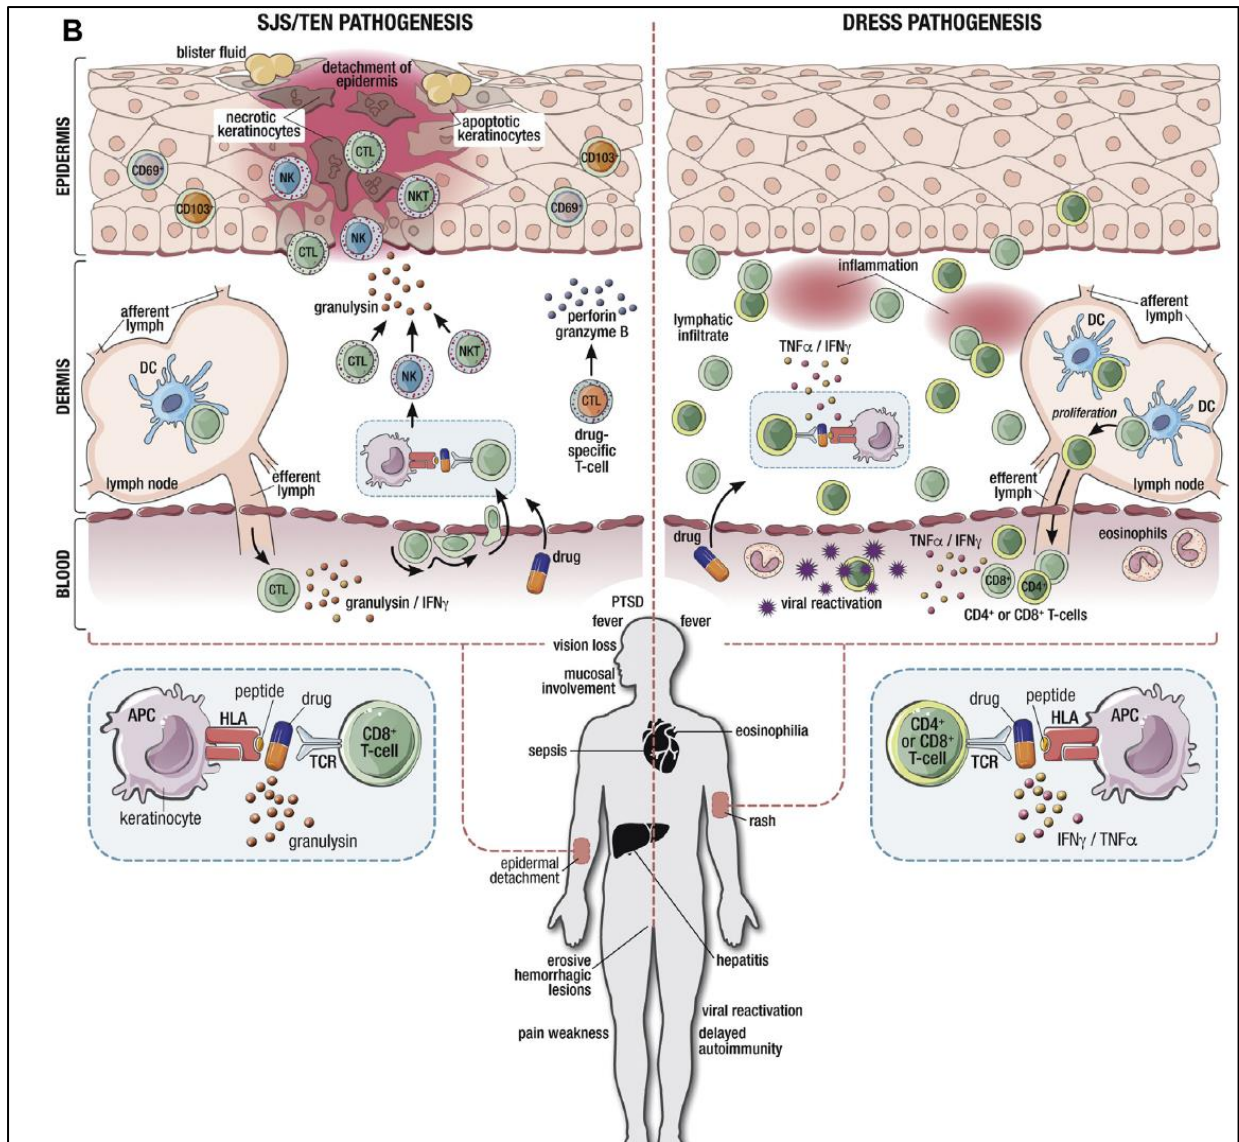 B
SJS/TEN PATHOGENESIS
DRESS PATHOGENESIS
EPIDERMIS
DERMIS
BLOOD
blister fluid
detachment of
epidermis
necrotic
keratinocytes
apoptotic
keratinocytes
CTL
NK
NKT
CD69+
CD103+
CD103+
CD69+
CTL
NK
granulysin
perforin
granzyme B
afferent
lymph
DC
CTL
NK
NKT
CTL
drug-
specific
T-cell
lymph node
efferent
lymph
CTL
granulysin / IFNγ
drug
inflammation
lymphatic
infiltrate
TNFα / IFNγ
afferent
lymph
DC
proliferation
DC
efferent
lymph
lymph node
drug
viral reactivation
TNFα / IFNγ
CD8+
CD4+
CD4+ or CD8+ T-cells
eosinophils
APC
HLA
peptide
drug
TCR
CD8+
T-cell
keratinocyte
granulysin
PTSD
fever
fever
vision loss
mucosal
involvement
sepsis
eosinophilia
rash
epidermal
detachment
erosive
hemorrhagic
lesions
hepatitis
pain weakness
viral reactivation
delayed
autoimmunity
CD4+
or CD8+
T-cell
TCR
drug
peptide
HLA
APC
IFNγ / TNFα